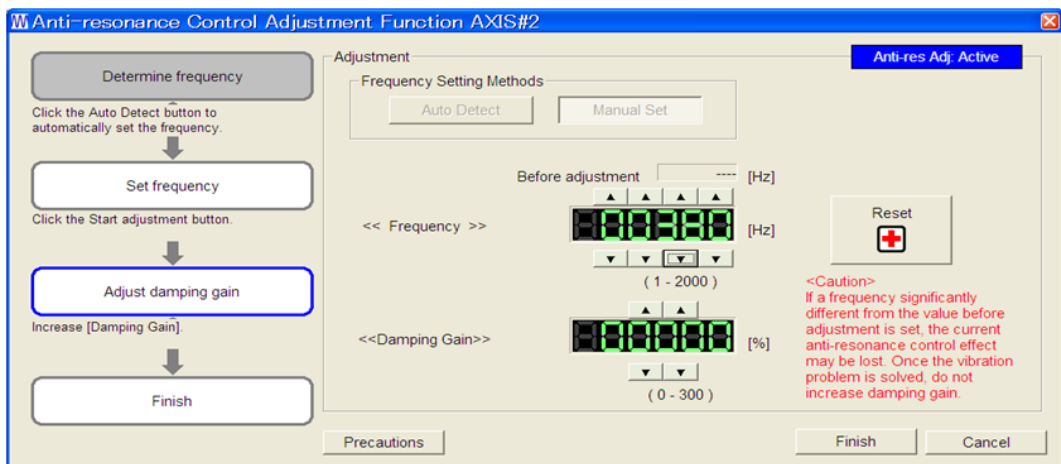 Anti-resonance Control Adjustment Function AXIS#2
Determine frequency
Click the Auto Detect button to
automatically set the frequency.
Set frequency
Click the Start adjustment button.
Adjust damping gain
Increase [Damping Gain].
Finish
Adjustment
Anti-res Adj: Active
Frequency Setting Methods
Auto Detect
Manual Set
Before adjustment ---- [Hz]
<< Frequency >> [Hz]
( 1 - 2000 )
<<Damping Gain>> 00000 [%]
( 0 - 300 )
Reset
<Caution>
If a frequency significantly
different from the value before
adjustment is set, the current
anti-resonance control effect
may be lost. Once the vibration
problem is solved, do not
increase damping gain.
Precautions
Finish
Cancel